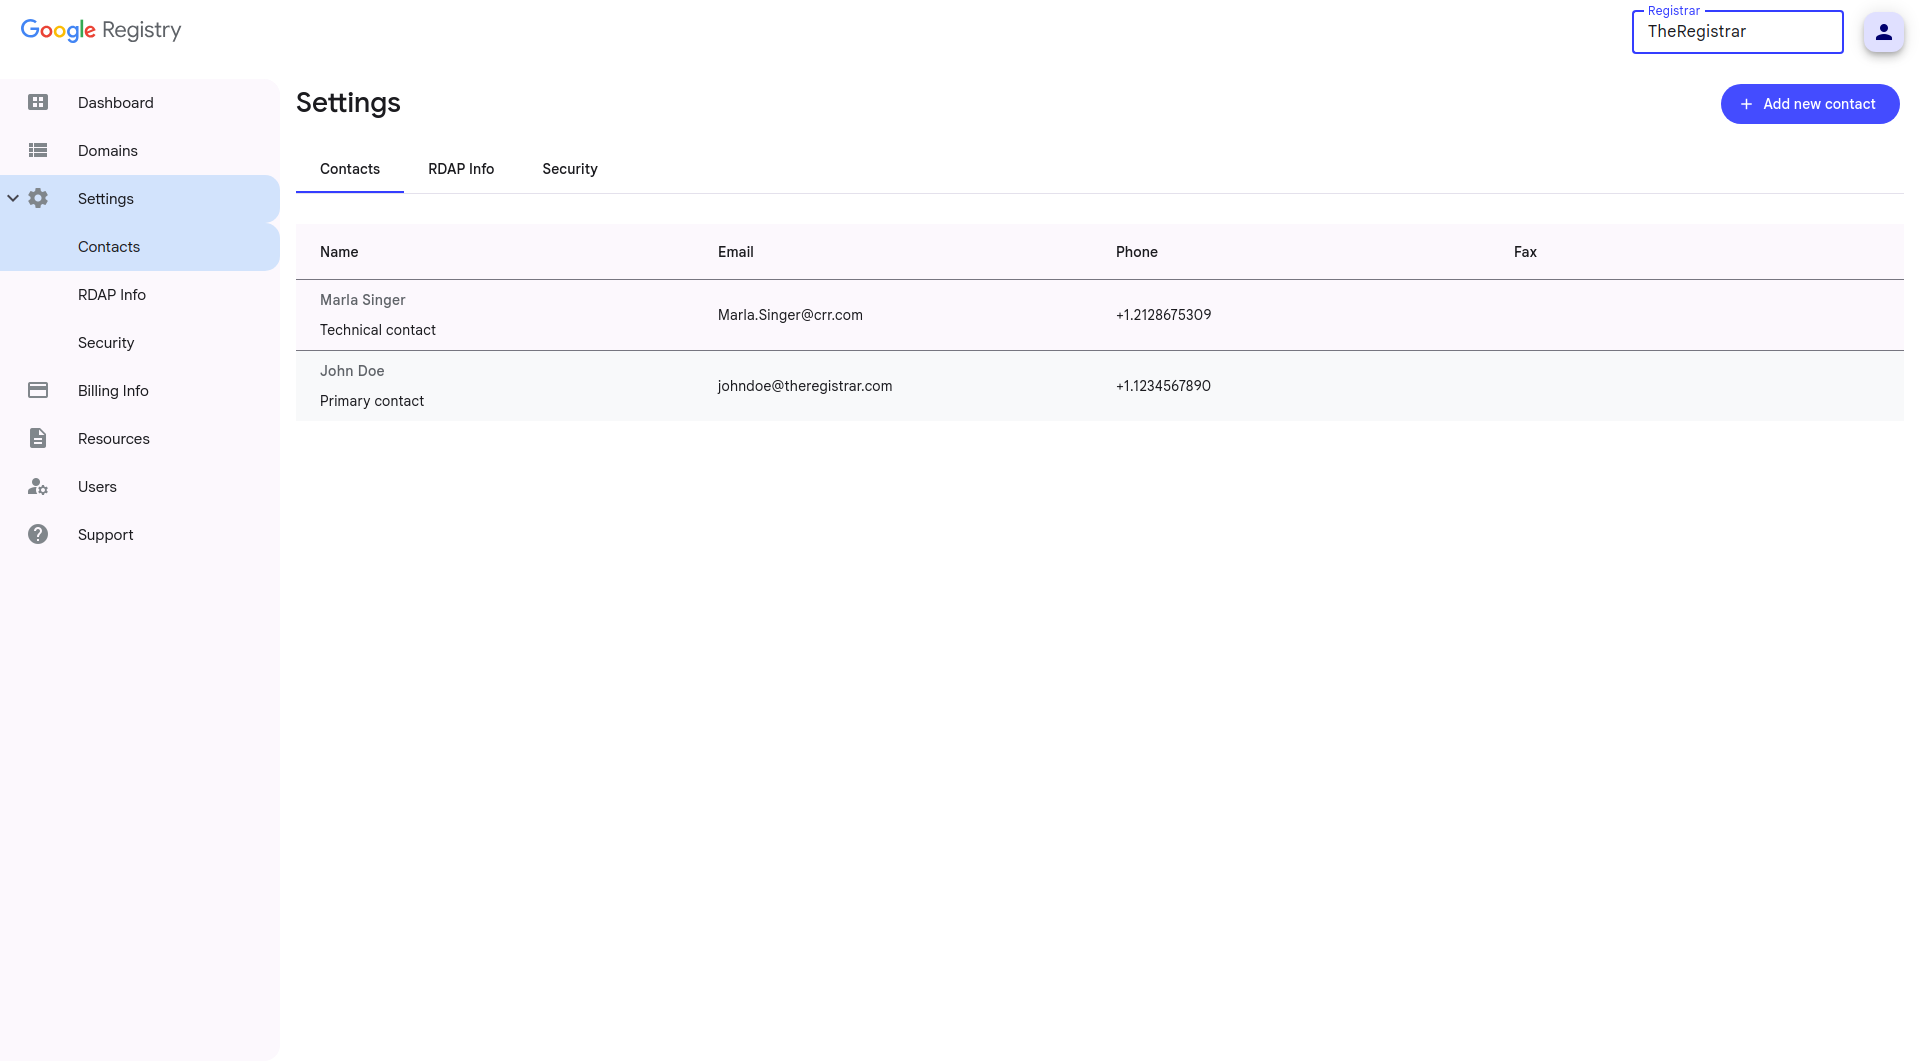 Google Registry
Registrar
TheRegistrar
Dashboard
Domains
Settings
Contacts
RDAP Info
Security
Billing Info
Resources
Users
Support
Settings
Add new contact
Contacts RDAP Info Security
Name Email Phone Fax
Marla Singer
Technical contact
Marla.Singer@crr.com
+1.2128675309
John Doe
Primary contact
johndoe@theregistrar.com
+1.1234567890